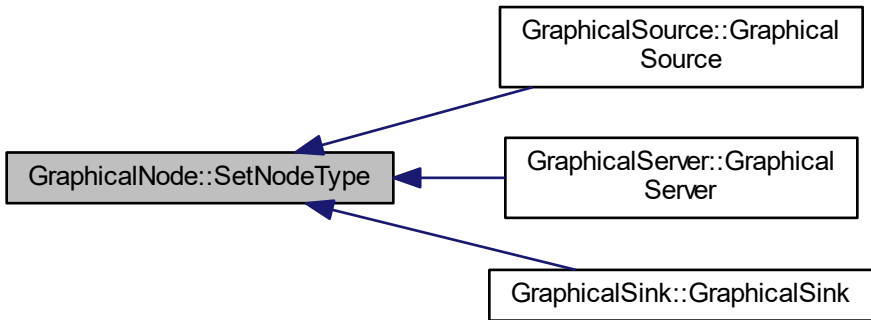 GraphicalSource::Graphical
Source
GraphicalNode::SetNodeType
GraphicalServer::Graphical
Server
GraphicalSink::GraphicalSink